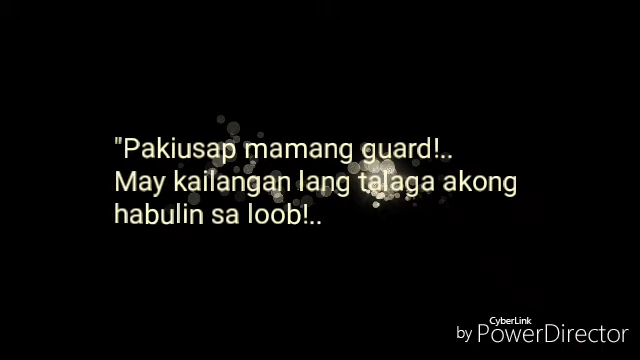 "Pakiusap mamang guard!..
May kailangan lang talaga akong
habulin sa loob!..
CyberLink
by PowerDirector